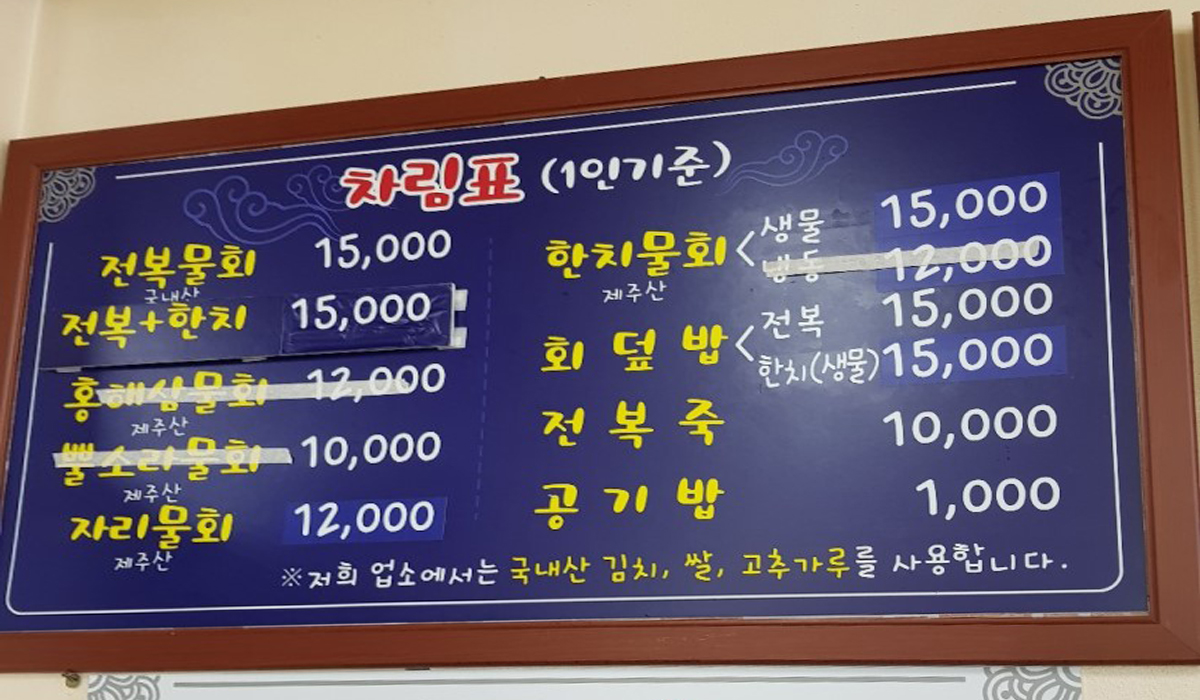 차림표 (1인기준)
전복물회 15,000
국내산
전복+한치 15,000
홍해삼물회 12,000
제주산
뿔소라물회 10,000
제주산
자리물회 12,000
제주산
한치물회 < 생물 15,000
냉동 12,000
제주산
회덮밥 < 전복 15,000
한치(생물) 15,000
전복죽 10,000
공기밥 1,000
※저희 업소에서는 국내산 김치, 쌀, 고추가루를 사용합니다.